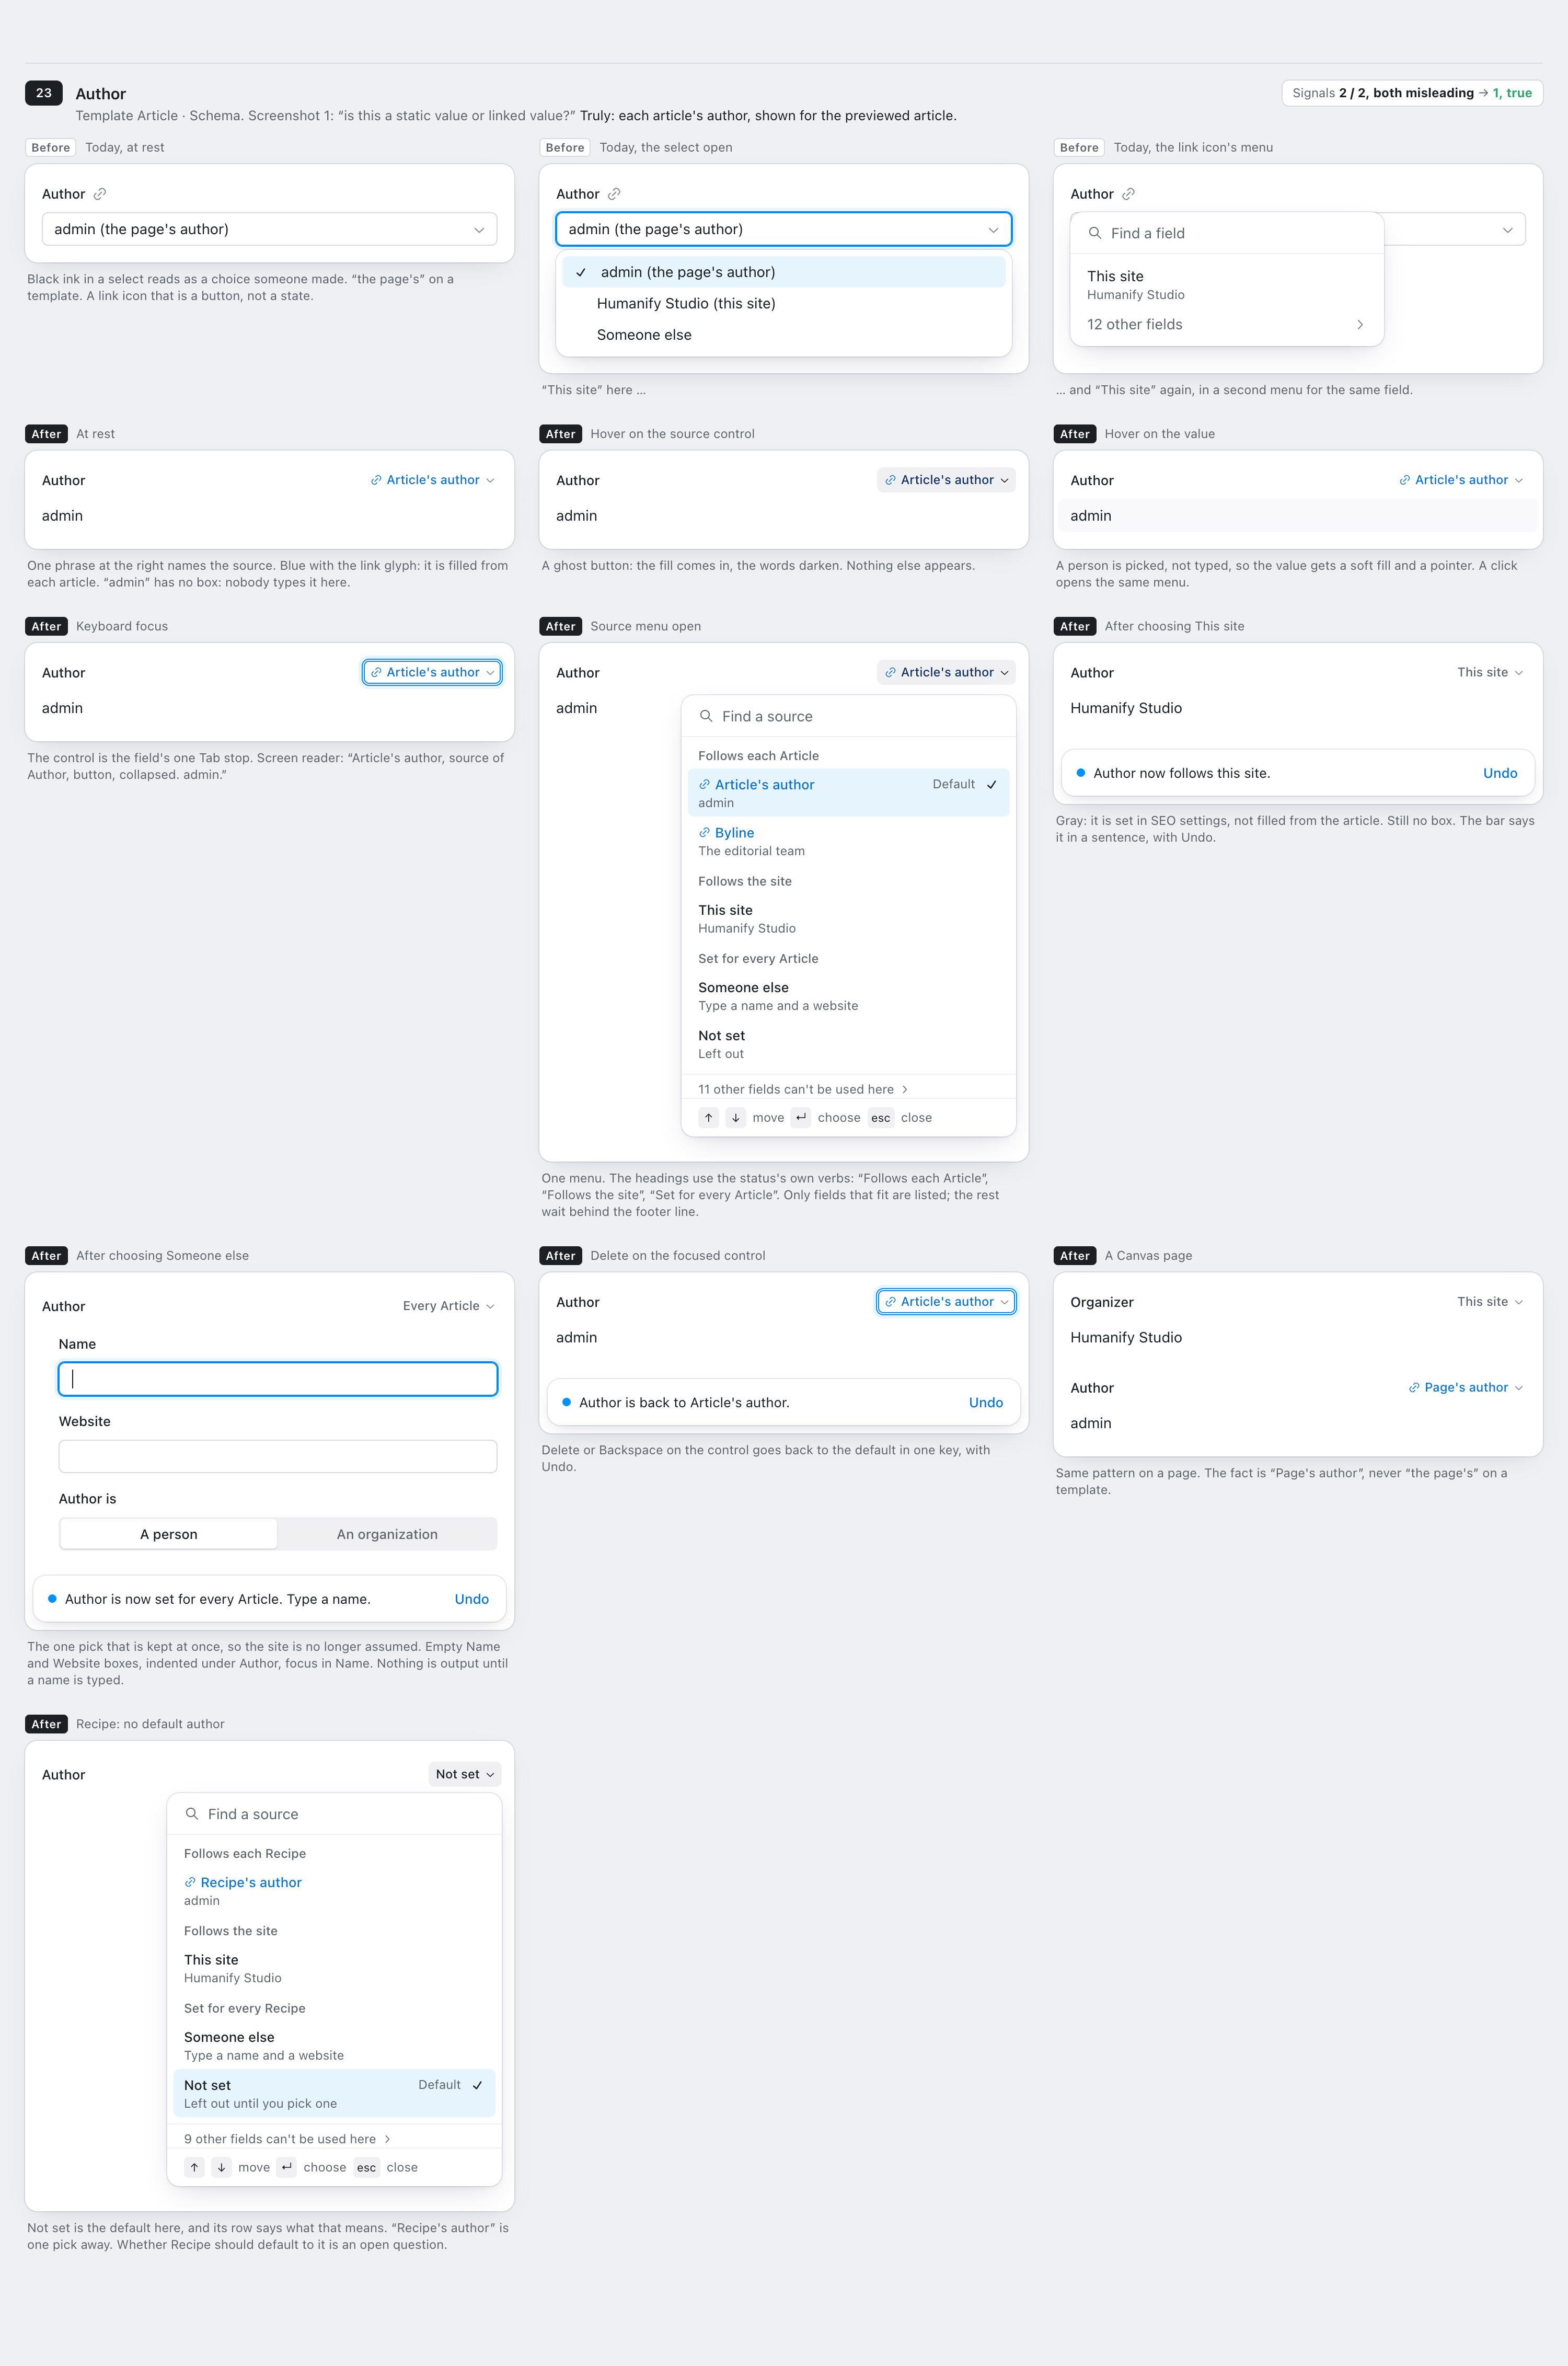 23
Author
Signals 2 / 2, both misleading → 1, true
Template Article · Schema. Screenshot 1: “is this a static value or linked value?” Truly: each article's author, shown for the previewed article.
Before Today, at rest
Author
admin (the page's author)
Black ink in a select reads as a choice someone made. “the page's” on a
template. A link icon that is a button, not a state.
Before Today, the select open
Author
admin (the page's author)
admin (the page's author)
Humanify Studio (this site)
Someone else
“This site” here ...
Before Today, the link icon's menu
Author
Find a field
This site
Humanify Studio
12 other fields
... and “This site” again, in a second menu for the same field.
After At rest
Author Article's author
admin
One phrase at the right names the source. Blue with the link glyph: it is filled from
each article. “admin” has no box: nobody types it here.
After Hover on the source control
Author Article's author
admin
A ghost button: the fill comes in, the words darken. Nothing else appears.
After Hover on the value
Author Article's author
admin
A person is picked, not typed, so the value gets a soft fill and a pointer. A click
opens the same menu.
After Keyboard focus
Author Article's author
admin
The control is the field's one Tab stop. Screen reader: “Article's author, source of
Author, button, collapsed. admin.”
After Source menu open
Author Article's author
admin
Find a source
Follows each Article
Article's author Default
admin
Byline
The editorial team
Follows the site
This site
Humanify Studio
Set for every Article
Someone else
Type a name and a website
Not set
Left out
11 other fields can't be used here
↑ ↓ move ↵ choose esc close
One menu. The headings use the status's own verbs: “Follows each Article”,
“Follows the site”, “Set for every Article”. Only fields that fit are listed; the rest
wait behind the footer line.
After After choosing This site
Author This site
Humanify Studio
Author now follows this site. Undo
Gray: it is set in SEO settings, not filled from the article. Still no box. The bar says
it in a sentence, with Undo.
After After choosing Someone else
Author Every Article
Name
Website
Author is
A person An organization
Author is now set for every Article. Type a name. Undo
The one pick that is kept at once, so the site is no longer assumed. Empty Name
and Website boxes, indented under Author, focus in Name. Nothing is output until
a name is typed.
After Delete on the focused control
Author Article's author
admin
Author is back to Article's author. Undo
Delete or Backspace on the control goes back to the default in one key, with
Undo.
After A Canvas page
Organizer This site
Humanify Studio
Author Page's author
admin
Same pattern on a page. The fact is “Page's author”, never “the page's” on a
template.
After Recipe: no default author
Author Not set
Find a source
Follows each Recipe
Recipe's author
admin
Follows the site
This site
Humanify Studio
Set for every Recipe
Someone else
Type a name and a website
Not set Default
Left out until you pick one
9 other fields can't be used here
↑ ↓ move ↵ choose esc close
Not set is the default here, and its row says what that means. “Recipe's author” is
one pick away. Whether Recipe should default to it is an open question.